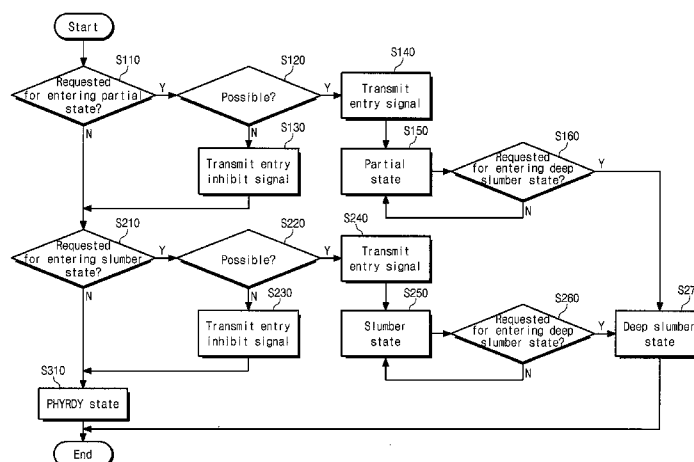 Start
S110
Requested
for entering partial
state?
Y
N
S120
Possible?
Y
N
S130
Transmit entry
inhibit signal
S140
Transmit
entry signal
S150
Partial
state
S160
Requested
for entering deep
slumber state?
Y
N
S210
Requested
for entering slumber
state?
Y
N
S220
Possible?
Y
N
S230
Transmit entry
inhibit signal
S240
Transmit
entry signal
S250
Slumber
state
S260
Requested
for entering deep
slumber state?
Y
N
S27
Deep slumber
state
S310
PHYRDY state
End